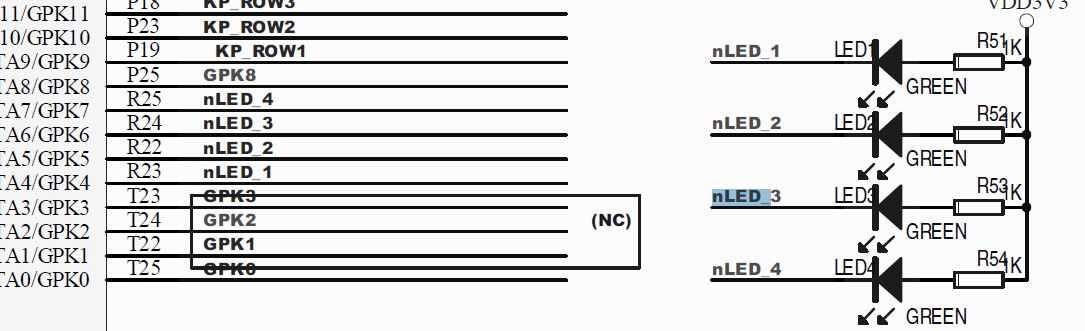 11/GPK11 P18 KP_ROW3
10/GPK10 P23 KP_ROW2
TA9/GPK9 P19 KP_ROW1
TA8/GPK8 P25 GPK8
TA7/GPK7 R25 nLED_4
TA6/GPK6 R24 nLED_3
TA5/GPK5 R22 nLED_2
TA4/GPK4 R23 nLED_1
TA3/GPK3 T23 GPK3
TA2/GPK2 T24 GPK2 (NC)
TA1/GPK1 T22 GPK1
TA0/GPK0 T25 GPK0
VDD3V3
nLED_1 LED1 R51 1K
GREEN
nLED_2 LED2 R52 1K
GREEN
nLED_3 LED3 R53 1K
GREEN
nLED_4 LED4 R54 1K
GREEN